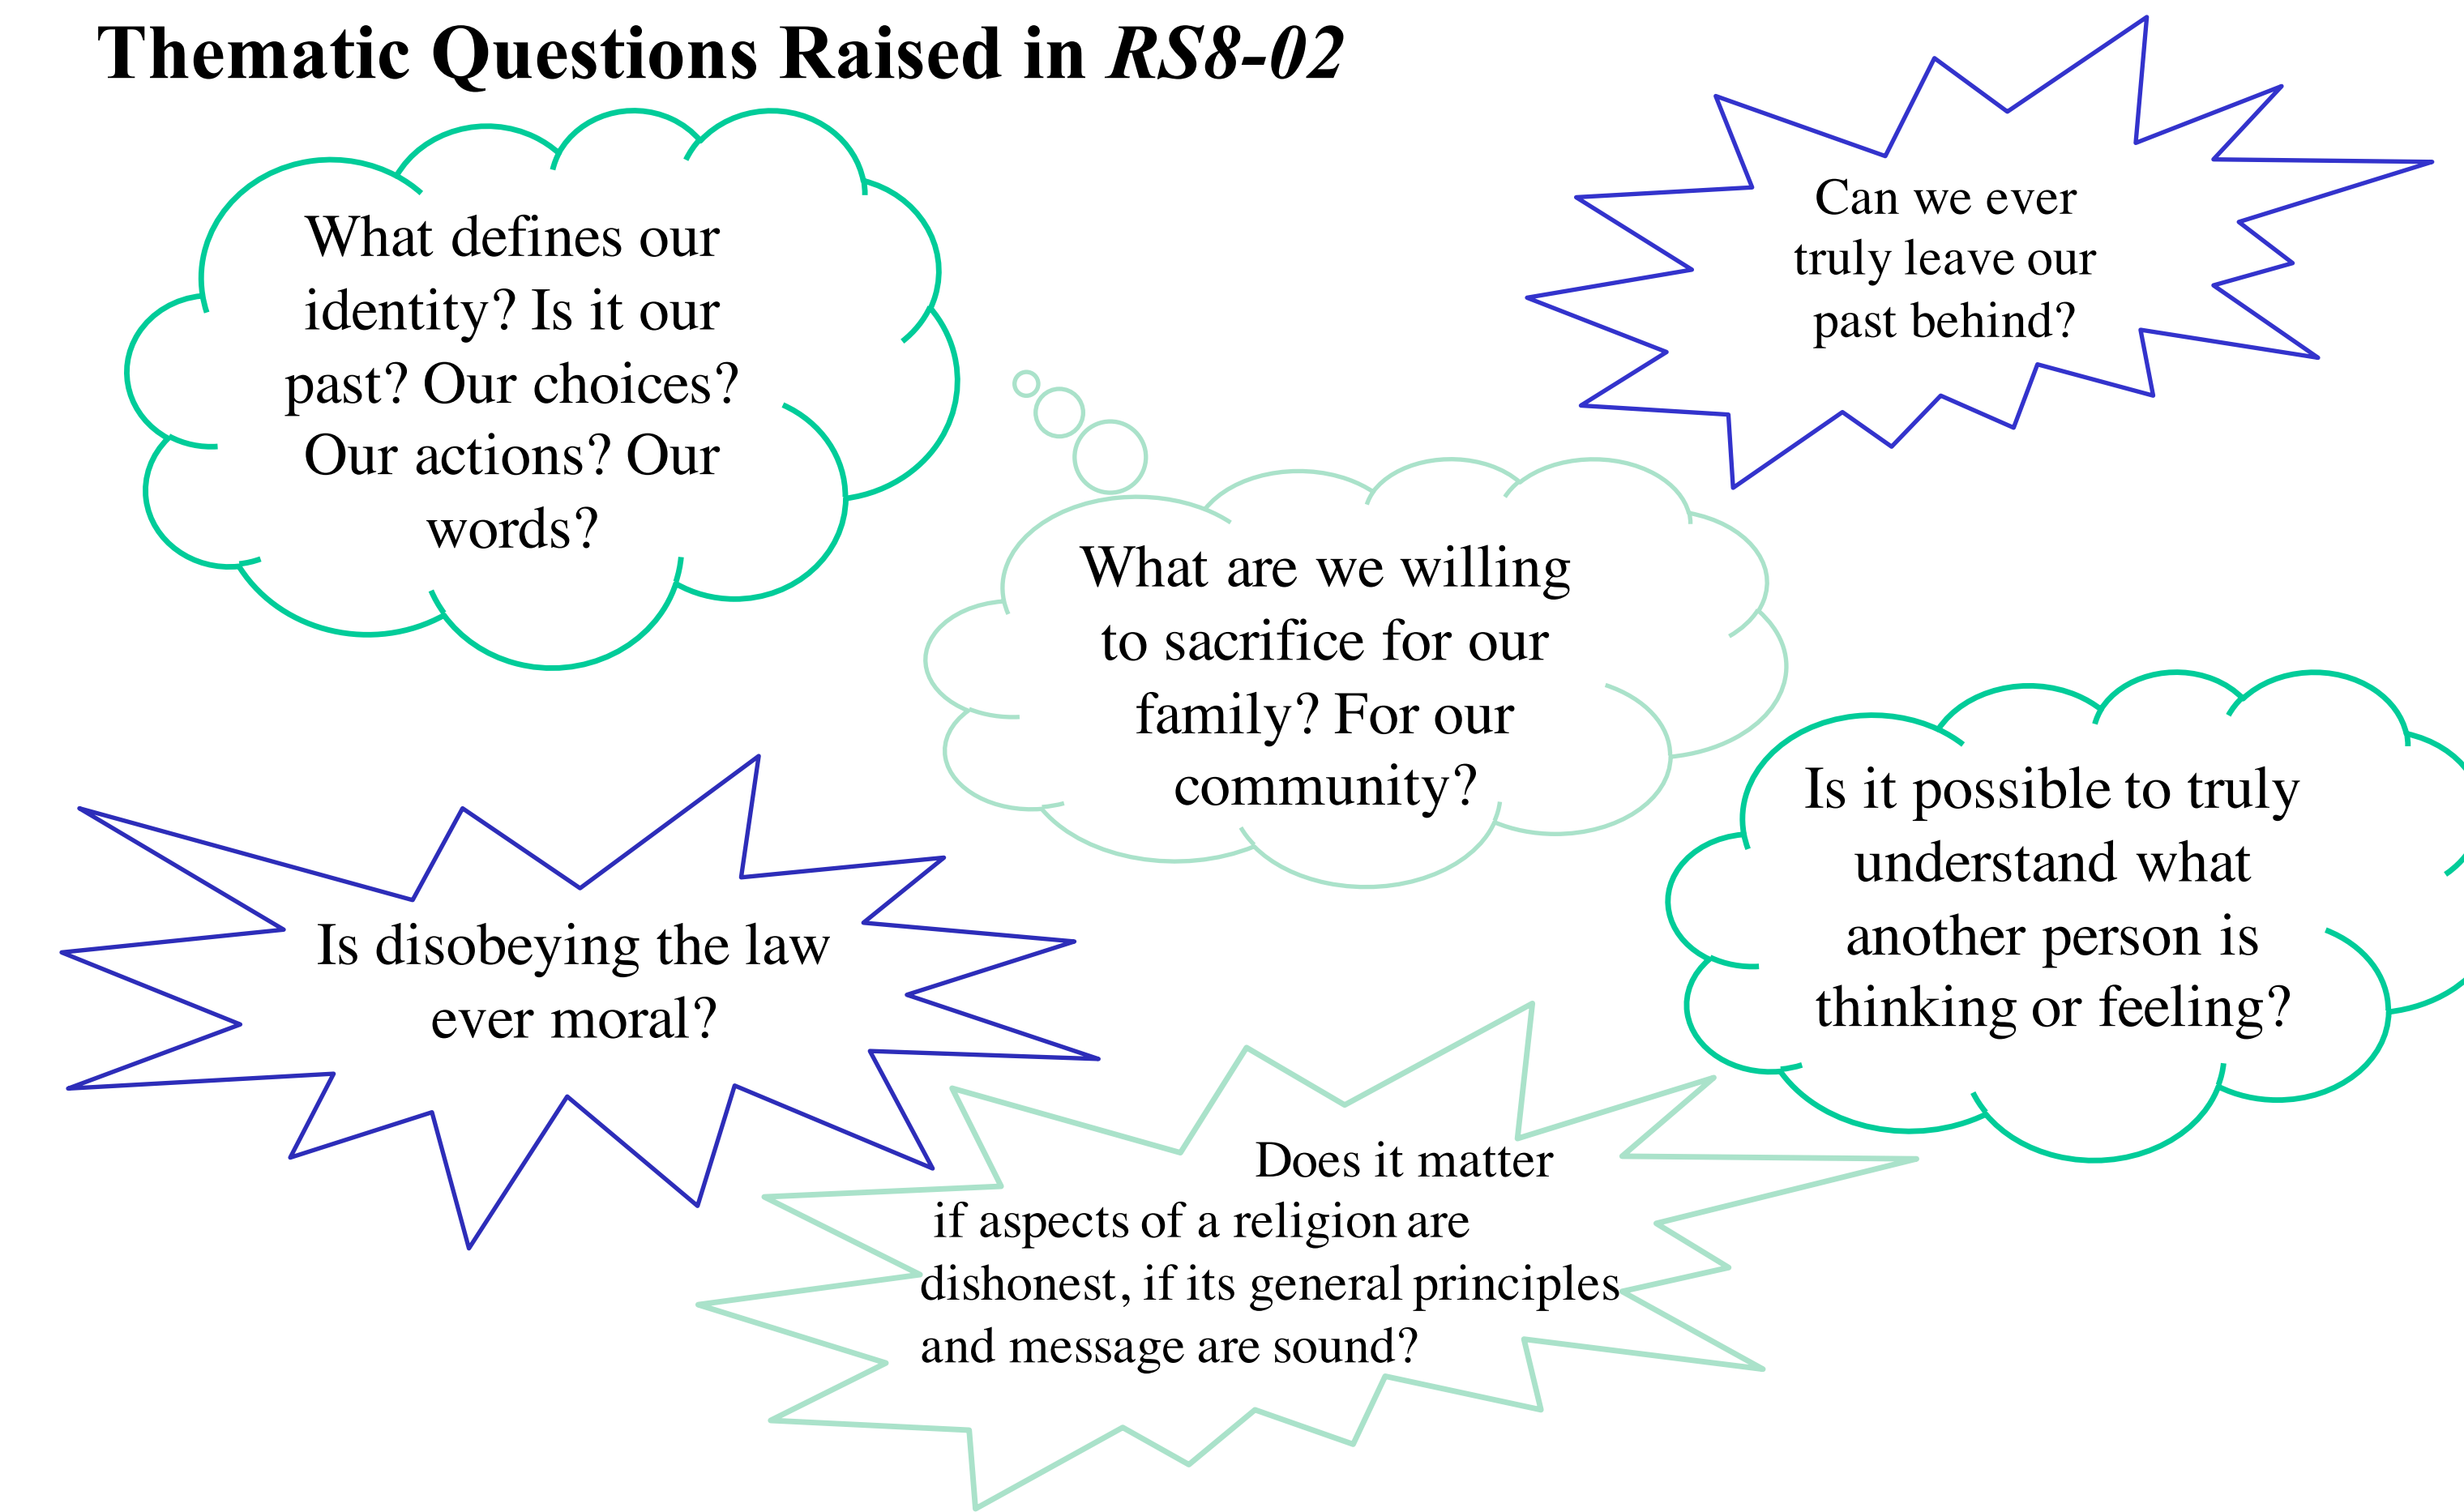 Thematic Questions Raised in RS8-02
What defines our
identity? Is it our
past? Our choices?
Our actions? Our
words?
Can we ever
truly leave our
past behind?
What are we willing
to sacrifice for our
family? For our
community?
Is it possible to truly
understand what
another person is
thinking or feeling?
Is disobeying the law
ever moral?
Does it matter
if aspects of a religion are
dishonest, if its general principles
and message are sound?